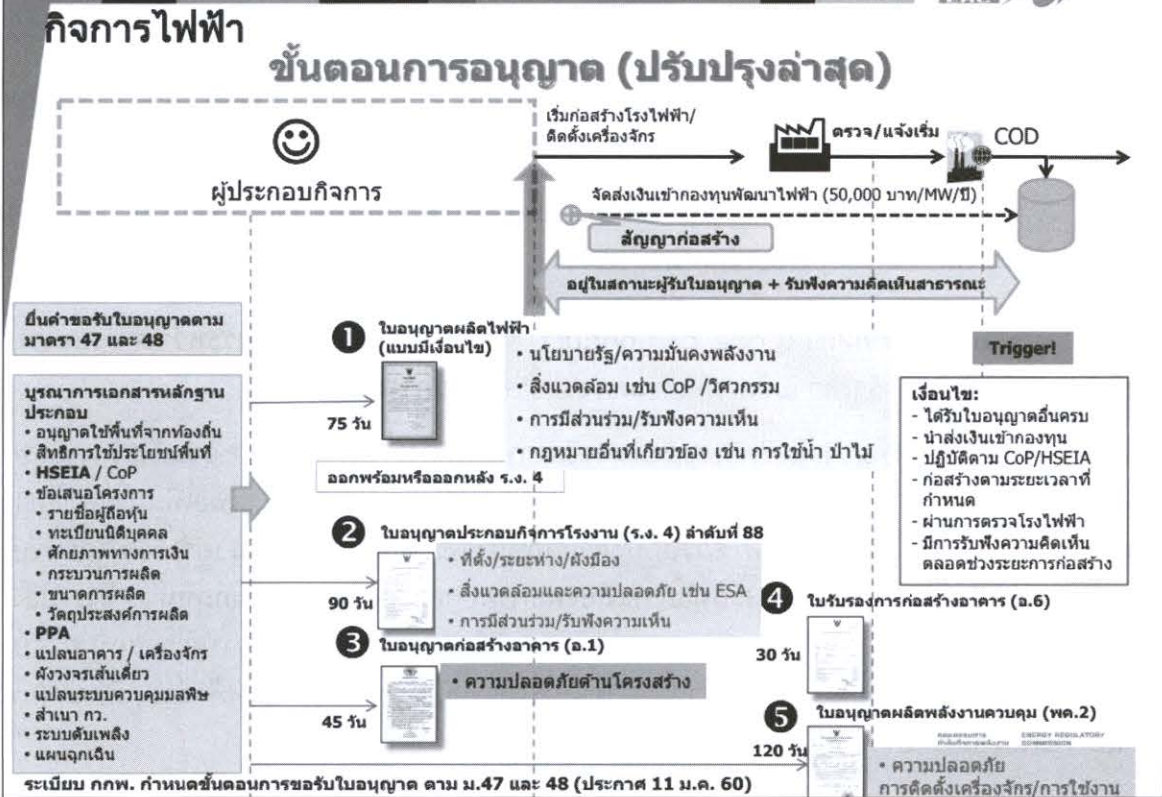 กิจการไฟฟ้า
ขั้นตอนการอนุญาต (ปรับปรุงล่าสุด)
ผู้ประกอบกิจการ
เริ่มก่อสร้างโรงไฟฟ้า/
ติดตั้งเครื่องจักร
ตรวจ/แจ้งเริ่ม
COD
จัดส่งเงินเข้ากองทุนพัฒนาไฟฟ้า (50,000 บาท/MW/ปี)
สัญญาก่อสร้าง
อยู่ในสถานะผู้รับใบอนุญาต + รับฟังความคิดเห็นสาธารณะ
ยื่นคำขอรับใบอนุญาตตาม
มาตรา 47 และ 48
บูรณาการเอกสารหลักฐาน
ประกอบ
• อนุญาตใช้พื้นที่จากท้องถิ่น
• สิทธิการใช้ประโยชน์พื้นที่
• HSEIA / CoP
• ข้อเสนอโครงการ
• รายชื่อผู้ถือหุ้น
• ทะเบียนนิติบุคคล
• ศักยภาพทางการเงิน
• กระบวนการผลิต
• ขนาดการผลิต
• วัตถุประสงค์การผลิต
• PPA
• แปลนอาคาร / เครื่องจักร
• ผังวงจรเส้นเดียว
• แปลนระบบควบคุมมลพิษ
• สำเนา กว.
• ระบบดับเพลิง
• แผนฉุกเฉิน
1 ใบอนุญาตผลิตไฟฟ้า
(แบบมีเงื่อนไข)
75 วัน
• นโยบายรัฐ/ความมั่นคงพลังงาน
• สิ่งแวดล้อม เช่น CoP /วิศวกรรม
• การมีส่วนร่วม/รับฟังความเห็น
• กฎหมายอื่นที่เกี่ยวข้อง เช่น การใช้น้ำ ป่าไม้
ออกพร้อมหรือออกหลัง ร.ง. 4
2 ใบอนุญาตประกอบกิจการโรงงาน (ร.ง. 4) ลำดับที่ 88
90 วัน
• ที่ตั้ง/ระยะห่าง/ผังเมือง
• สิ่งแวดล้อมและความปลอดภัย เช่น ESA
• การมีส่วนร่วม/รับฟังความเห็น
3 ใบอนุญาตก่อสร้างอาคาร (อ.1)
45 วัน
• ความปลอดภัยด้านโครงสร้าง
Trigger!
เงื่อนไข:
- ได้รับใบอนุญาตอื่นครบ
- นำส่งเงินเข้ากองทุน
- ปฏิบัติตาม CoP/HSEIA
- ก่อสร้างตามระยะเวลาที่
กำหนด
- ผ่านการตรวจโรงไฟฟ้า
- มีการรับฟังความคิดเห็น
ตลอดช่วงระยะการก่อสร้าง
4 ใบรับรองการก่อสร้างอาคาร (อ.6)
30 วัน
5 ใบอนุญาตผลิตพลังงานควบคุม (พค.2)
120 วัน
ENERGY REGULATORY
COMMISSION
• ความปลอดภัย
การติดตั้งเครื่องจักร/การใช้งาน
ระเบียบ กกพ. กำหนดขั้นตอนการขอรับใบอนุญาต ตาม ม.47 และ 48 (ประกาศ 11 ม.ค. 60)